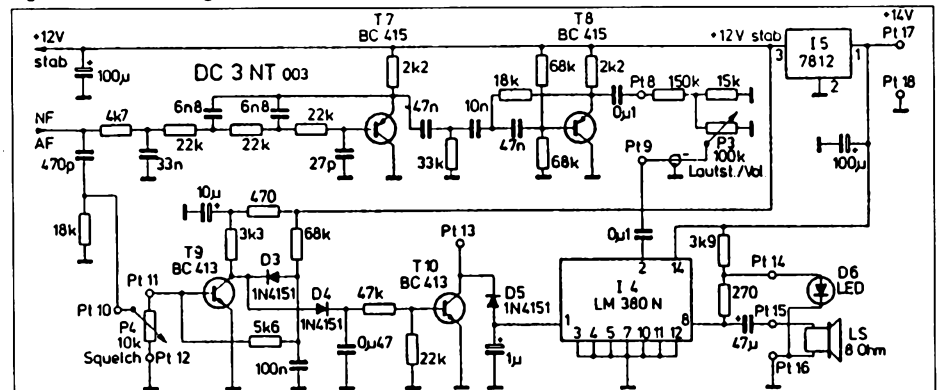 T7
BC 415
T8
BC 415
+14V
Pt 17
+12V
stab
+12V stab
3
I 5
7812
1
2
Pt 18
100µ
DC 3 NT 003
2k2
68k
2k2
18k
Pt8
150k
15k
6n8
6n8
47n
10n
0µ1
NF
AF
4k7
22k
22k
22k
22k
47n
P3
100k
Lautst./Vol.
Pt9
470p
33n
27p
33k
68k
100µ
10µ
470
18k
3k3
68k
Pt 13
0µ1
3k9
T9
BC 413
D3
1N4151
T10
BC 413
2
14
Pt 14
Pt 11
D4
1N4151
47k
D5
1N4151
I 4
LM 380 N
270
D6
LED
Pt 10
P4
10k
Squelch
Pt 12
5k6
1
8
Pt 15
3 4 5 7 10 11 12
47µ
LS
8 Ohm
100n
0µ47
22k
1µ
Pt 16